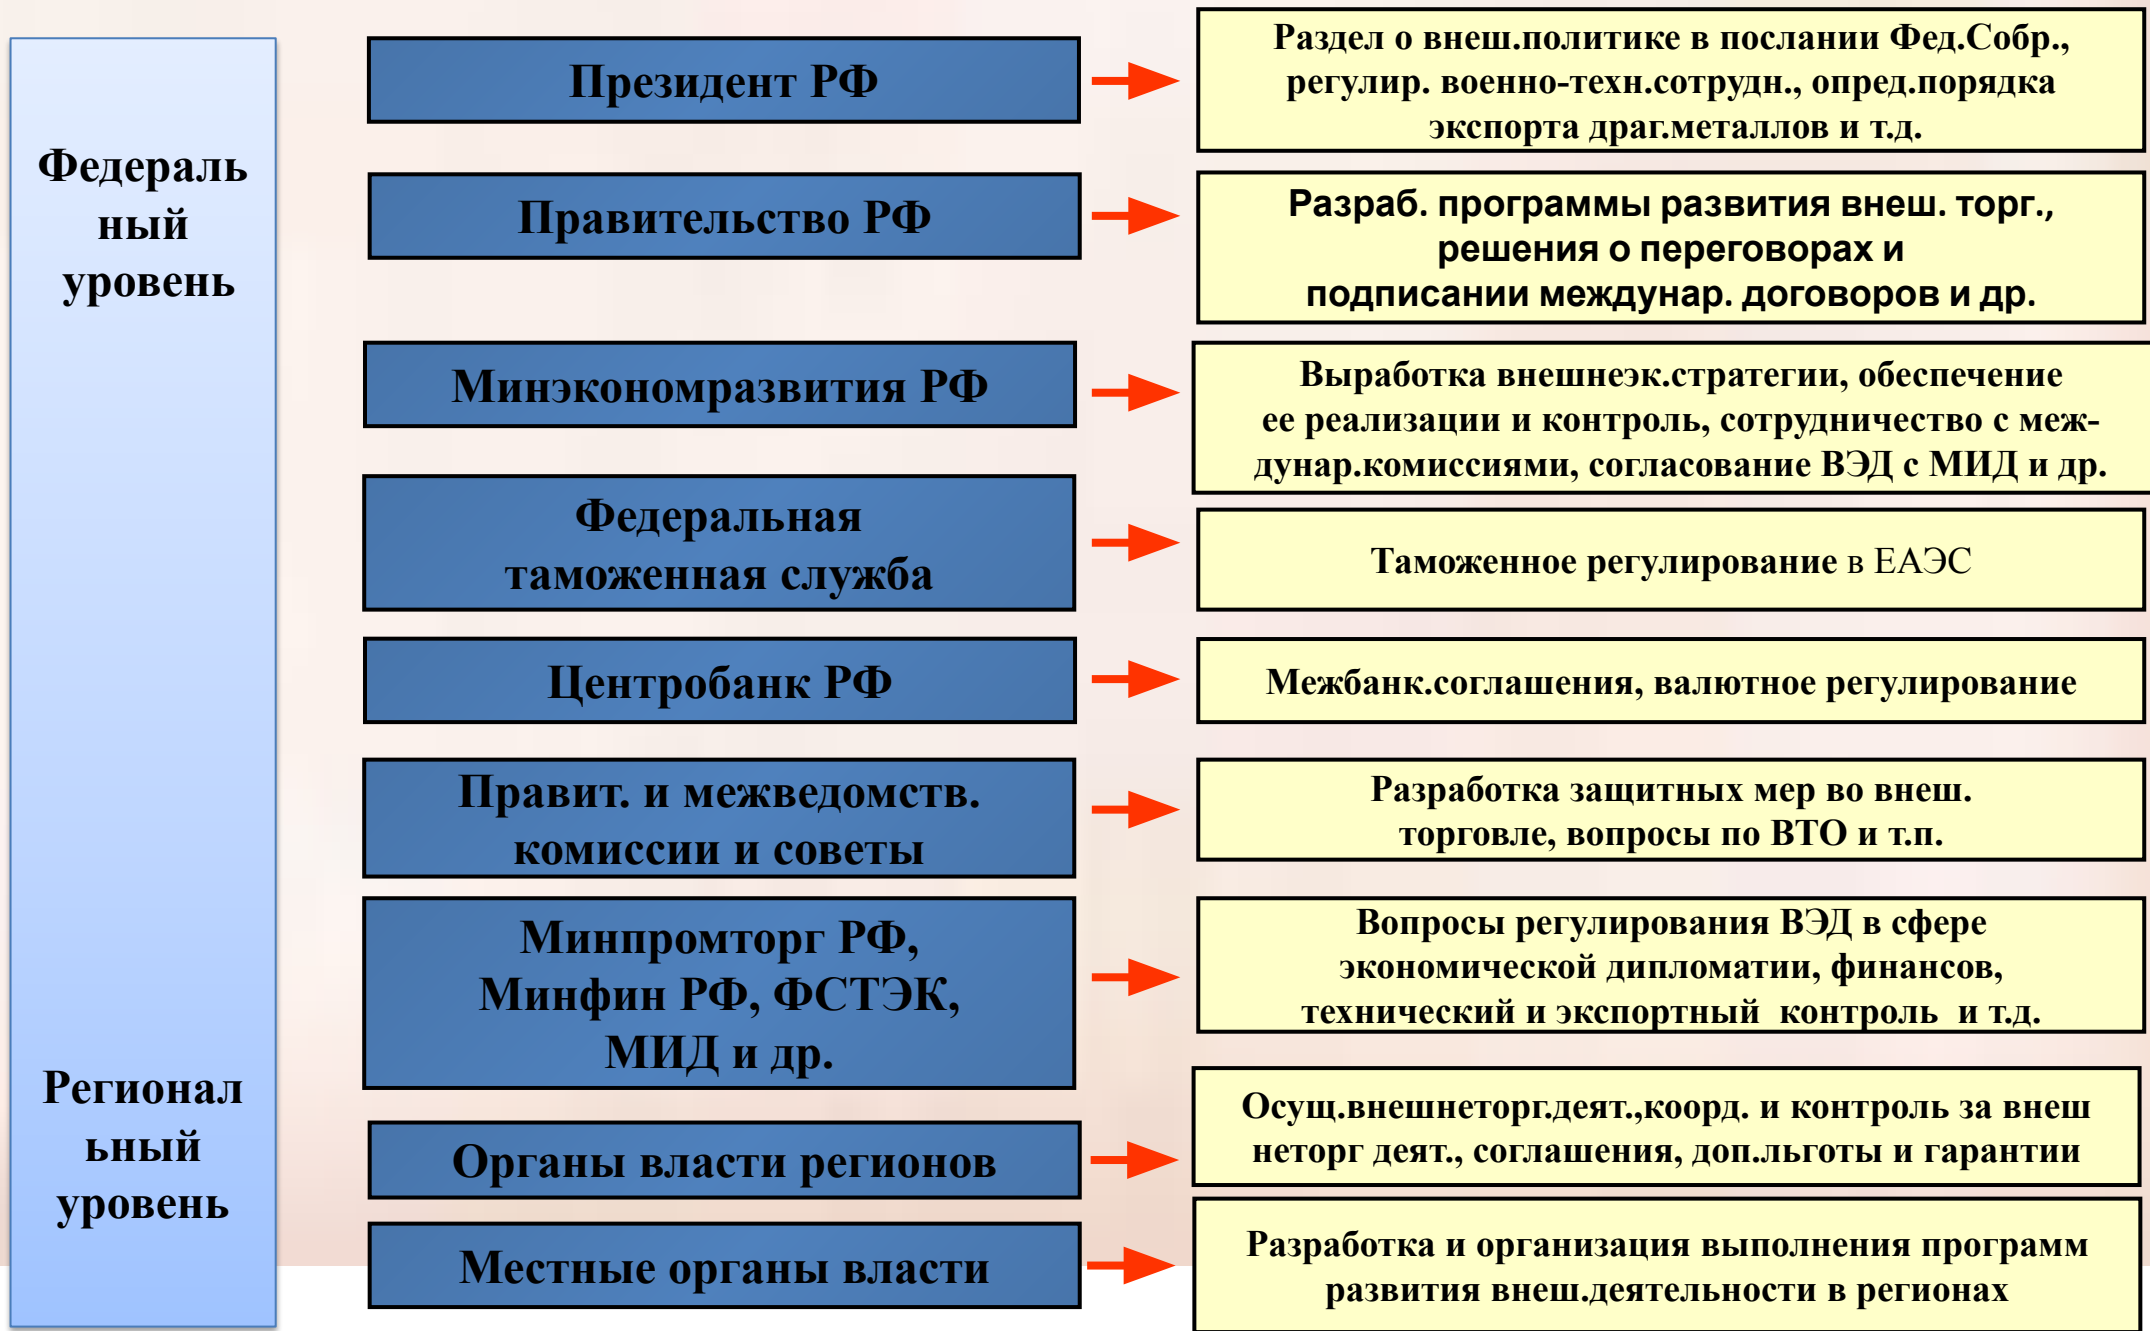 Федераль
ный
уровень
Президент РФ
Раздел о внеш.политике в послании Фед.Собр.,
регулир. военно-техн.сотрудн., опред.порядка
экспорта драг.металлов и т.д.
Правительство РФ
Разраб. программы развития внеш. торг.,
решения о переговорах и
подписании междунар. договоров и др.
Минэкономразвития РФ
Выработка внешнеэк.стратегии, обеспечение
ее реализации и контроль, сотрудничество с меж-
дунар.комиссиями, согласование ВЭД с МИД и др.
Федеральная
таможенная служба
Таможенное регулирование в ЕАЭС
Центробанк РФ
Межбанк.соглашения, валютное регулирование
Правит. и межведомств.
комиссии и советы
Разработка защитных мер во внеш.
торговле, вопросы по ВТО и т.п.
Минпромторг РФ,
Минфин РФ, ФСТЭК,
МИД и др.
Вопросы регулирования ВЭД в сфере
экономической дипломатии, финансов,
технический и экспортный контроль и т.д.
Регионал
ьный
уровень
Органы власти регионов
Осущ.внешнеторг.деят.,коорд. и контроль за внеш
неторг деят., соглашения, доп.льготы и гарантии
Местные органы власти
Разработка и организация выполнения программ
развития внеш.деятельности в регионах